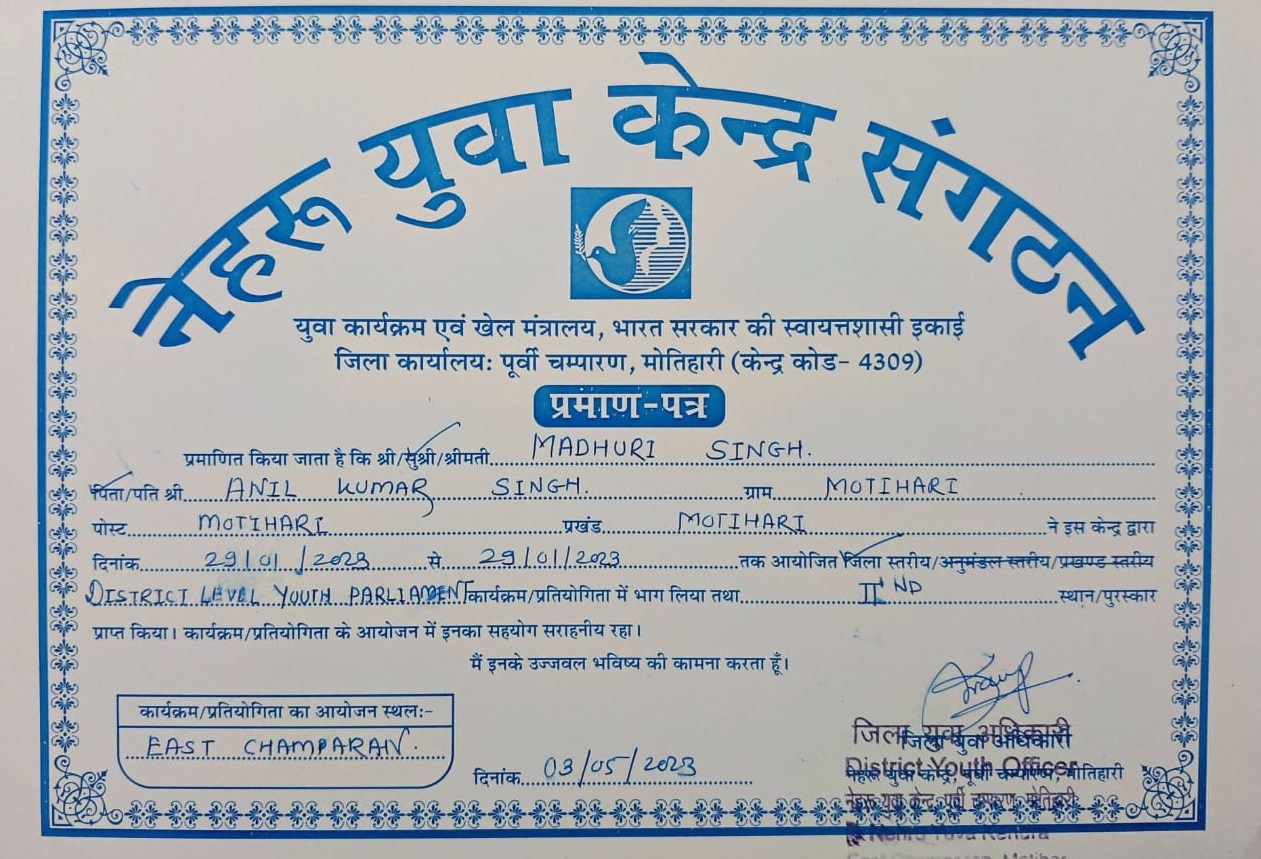 नेहरू युवा केन्द्र संगटन
युवा कार्यक्रम एवं खेल मंत्रालय, भारत सरकार की स्वायत्तशासी इकाई
जिला कार्यालयः पूर्वी चम्पारण, मोतिहारी (केन्द्र कोड- 4309)
प्रमाण-पत्र
प्रमाणित किया जाता है कि श्री/सुश्री/श्रीमती MADHURI SINGH.
पिता/पति श्री ANIL KUMAR SINGH. ग्राम MOTIHARI
पोस्ट MOTIHARI प्रखंड MOTIHARI ने इस केन्द्र द्वारा
दिनांक 29/01/2023 से 29/01/2023 तक आयोजित जिला स्तरीय/अनुमंडल स्तरीय/प्रखण्ड स्तरीय
DISTRICT LEVEL YOUTH PARLIAMENT कार्यक्रम/प्रतियोगिता में भाग लिया तथा II ND स्थान/पुरस्कार
प्राप्त किया। कार्यक्रम/प्रतियोगिता के आयोजन में इनका सहयोग सराहनीय रहा।
मैं इनके उज्जवल भविष्य की कामना करता हूँ।
कार्यक्रम/प्रतियोगिता का आयोजन स्थल:-
EAST CHAMPARAN.
दिनांक 03/05/2023
जिला युवा अधिकारी
जिला युवा अधिकारी
District Youth Officer
नेहरू युवा केन्द्र, पूर्वी चम्पारण, मोतिहारी
नेहरू युवा केन्द्र, पूर्वी चम्पारण, मोतिहारी
Nehru Yuva Kendra